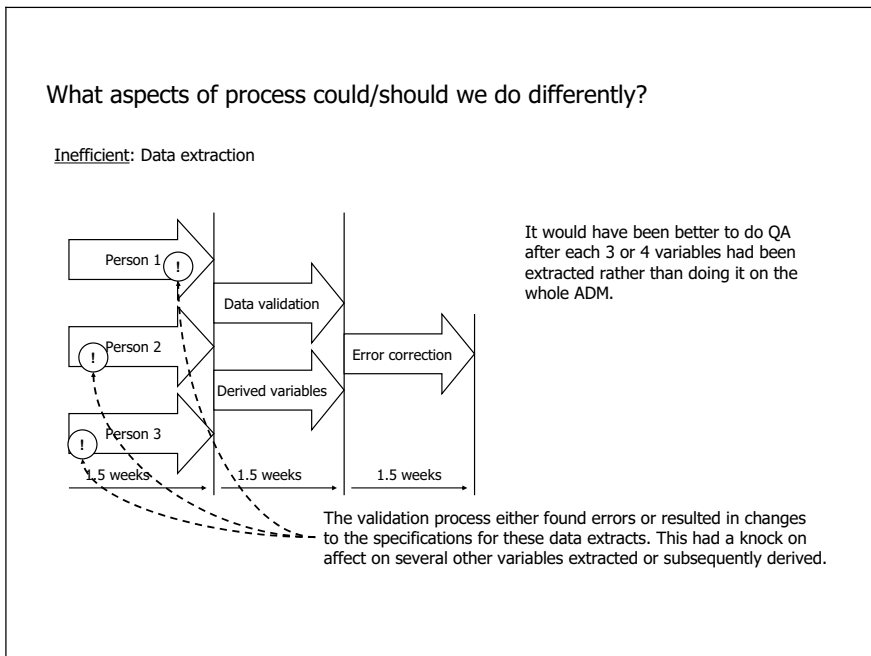 What aspects of process could/should we do differently?
Inefficient: Data extraction
It would have been better to do QA
after each 3 or 4 variables had been
extracted rather than doing it on the
whole ADM.
Person 1
!
Data validation
Person 2
!
Error correction
Derived variables
Person 3
!
1.5 weeks
1.5 weeks
1.5 weeks
The validation process either found errors or resulted in changes
to the specifications for these data extracts. This had a knock on
affect on several other variables extracted or subsequently derived.